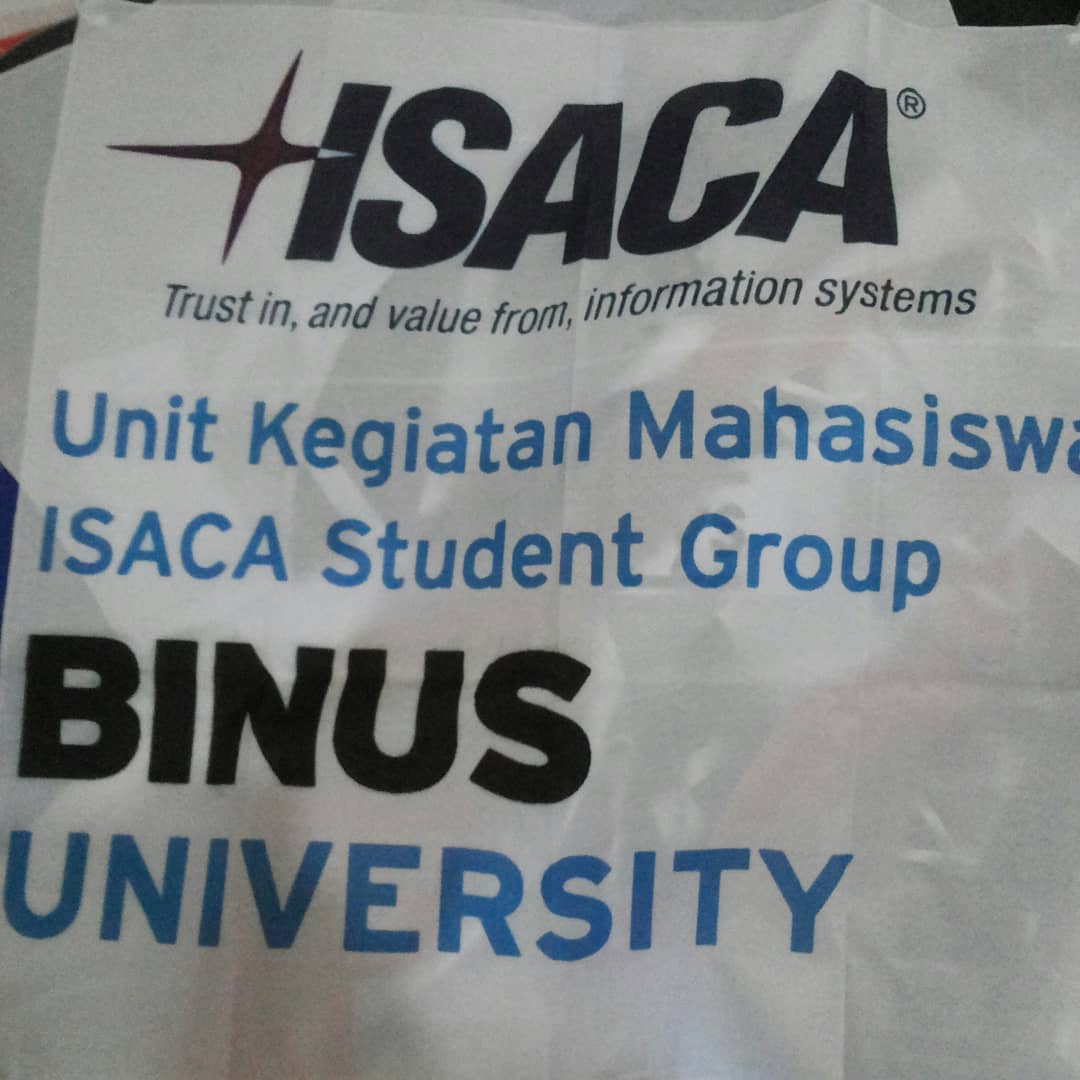 ISACA®
Trust in, and value from, information systems
Unit Kegiatan Mahasiswa
ISACA Student Group
BINUS
UNIVERSITY